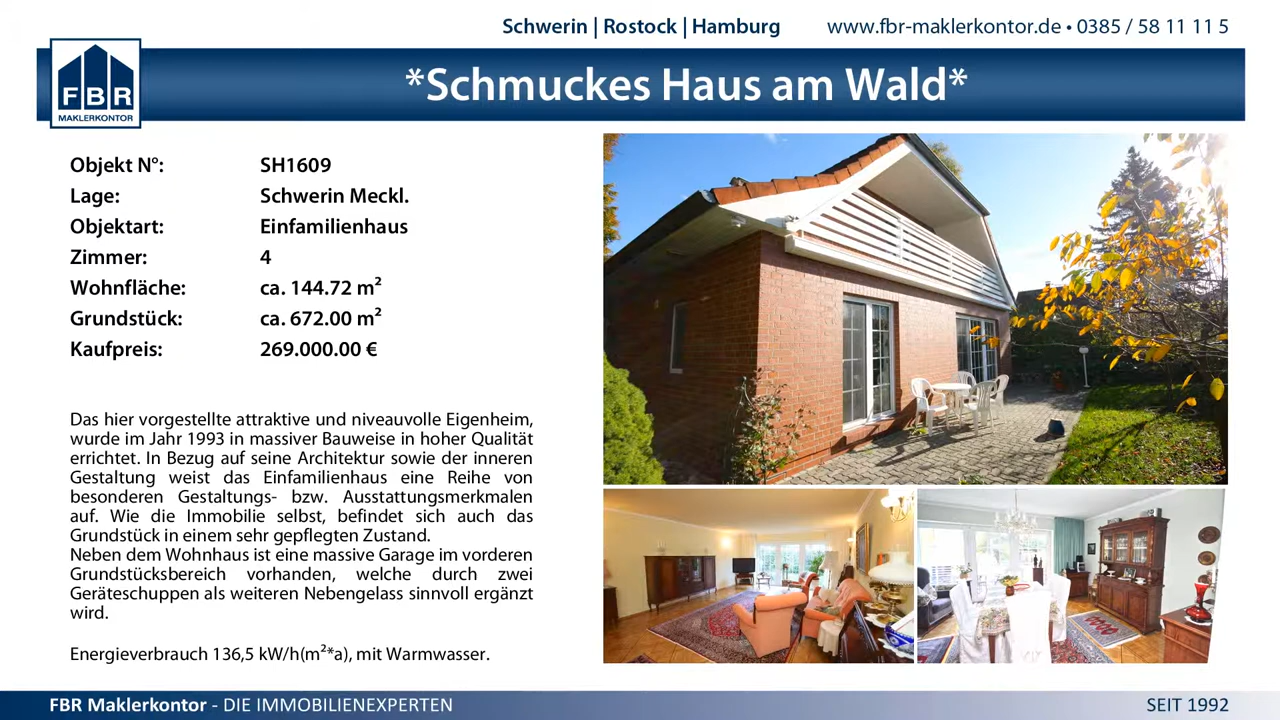 Schwerin | Rostock | Hamburg www.fbr-maklerkontor.de • 0385 / 58 11 11 5
FBR
MAKLERKONTOR
*Schmuckes Haus am Wald*
Objekt N°: SH1609
Lage: Schwerin Meckl.
Objektart: Einfamilienhaus
Zimmer: 4
Wohnfläche: ca. 144.72 m²
Grundstück: ca. 672.00 m²
Kaufpreis: 269.000.00 €
Das hier vorgestellte attraktive und niveauvolle Eigenheim,
wurde im Jahr 1993 in massiver Bauweise in hoher Qualität
errichtet. In Bezug auf seine Architektur sowie der inneren
Gestaltung weist das Einfamilienhaus eine Reihe von
besonderen Gestaltungs- bzw. Ausstattungsmerkmalen
auf. Wie die Immobilie selbst, befindet sich auch das
Grundstück in einem sehr gepflegten Zustand.
Neben dem Wohnhaus ist eine massive Garage im vorderen
Grundstücksbereich vorhanden, welche durch zwei
Geräteschuppen als weiteren Nebengelass sinnvoll ergänzt
wird.
Energieverbrauch 136,5 kW/h(m²*a), mit Warmwasser.
FBR Maklerkontor - DIE IMMOBILIENEXPERTEN SEIT 1992